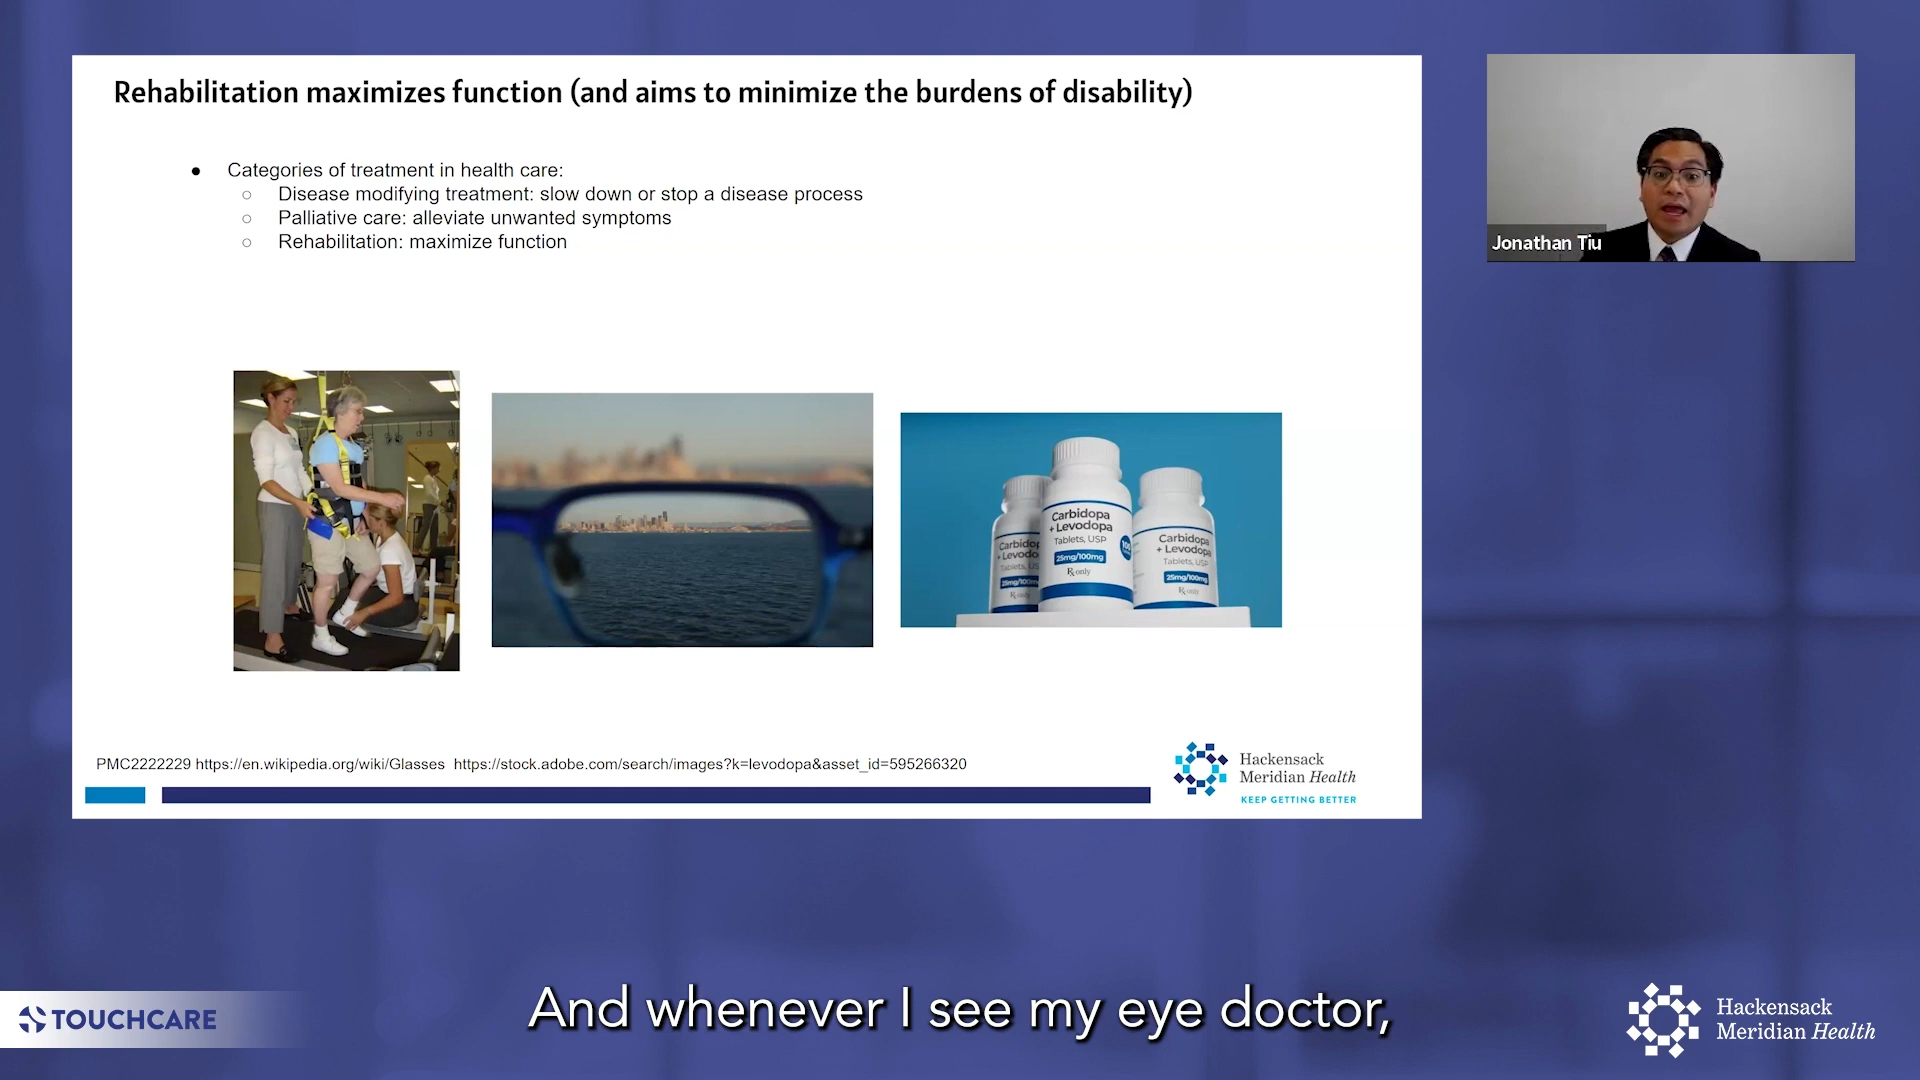 Rehabilitation maximizes function (and aims to minimize the burdens of disability)
● Categories of treatment in health care:
○ Disease modifying treatment: slow down or stop a disease process
○ Palliative care: alleviate unwanted symptoms
○ Rehabilitation: maximize function
Jonathan Tiu
Carbidopa
+ Levodopa
Tablets, USP
25mg/100mg
Rx only
Carbidopa
+ Levodopa
Tablets, USP
25mg/100mg
Rx only
PMC2222229 https://en.wikipedia.org/wiki/Glasses https://stock.adobe.com/search/images?k=levodopa&asset_id=595266320
Hackensack
Meridian Health
KEEP GETTING BETTER
And whenever I see my eye doctor,
TOUCHCARE
Hackensack
Meridian Health